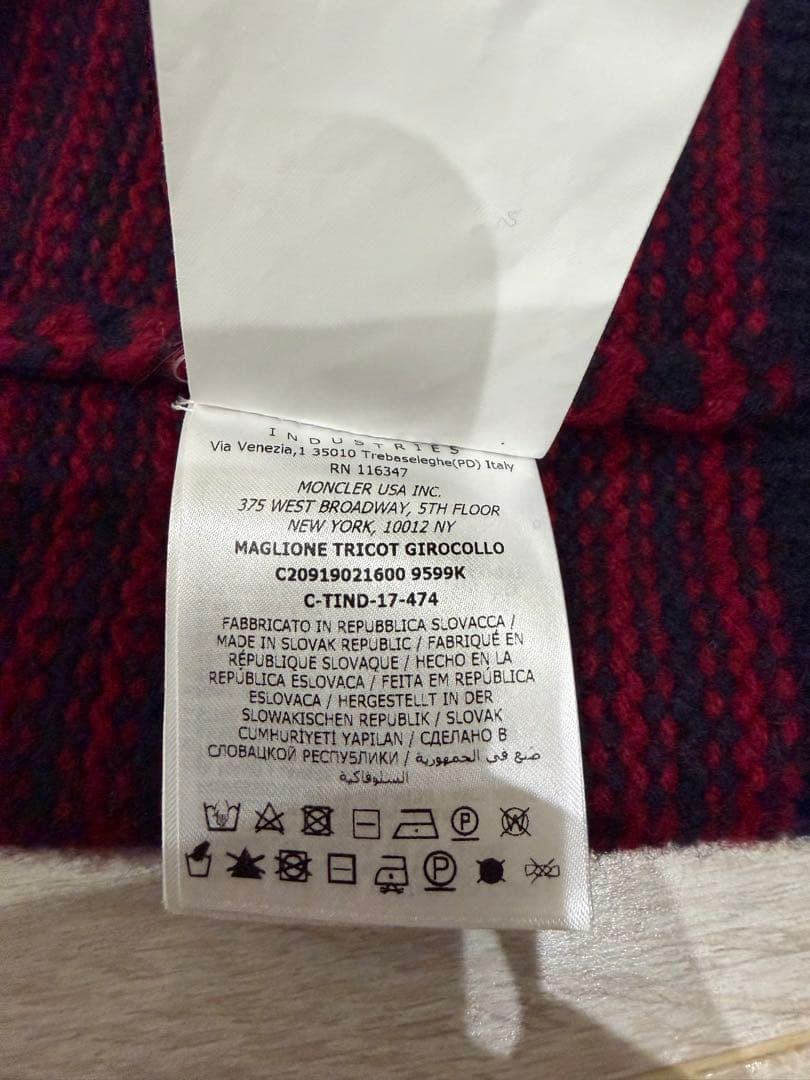 INDUSTRIES
Via Venezia,1 35010 Trebaseleghe(PD) Italy
RN 116347
MONCLER USA INC.
375 WEST BROADWAY, 5TH FLOOR
NEW YORK, 10012 NY
MAGLIONE TRICOT GIROCOLLO
C20919021600 9599K
C-TIND-17-474
FABBRICATO IN REPUBBLICA SLOVACCA /
MADE IN SLOVAK REPUBLIC / FABRIQUÉ EN
RÉPUBLIQUE SLOVAQUE / HECHO EN LA
REPÚBLICA ESLOVACA / FEITA EM REPÚBLICA
ESLOVACA / HERGESTELLT IN DER
SLOWAKISCHEN REPUBLIK / SLOVAK
CUMHURİYETİ YAPILAN / СДЕЛАНО В
СЛОВАЦКОЙ РЕСПУБЛИКИ / صنع في الجمهورية
السلوفاكية
P W
P